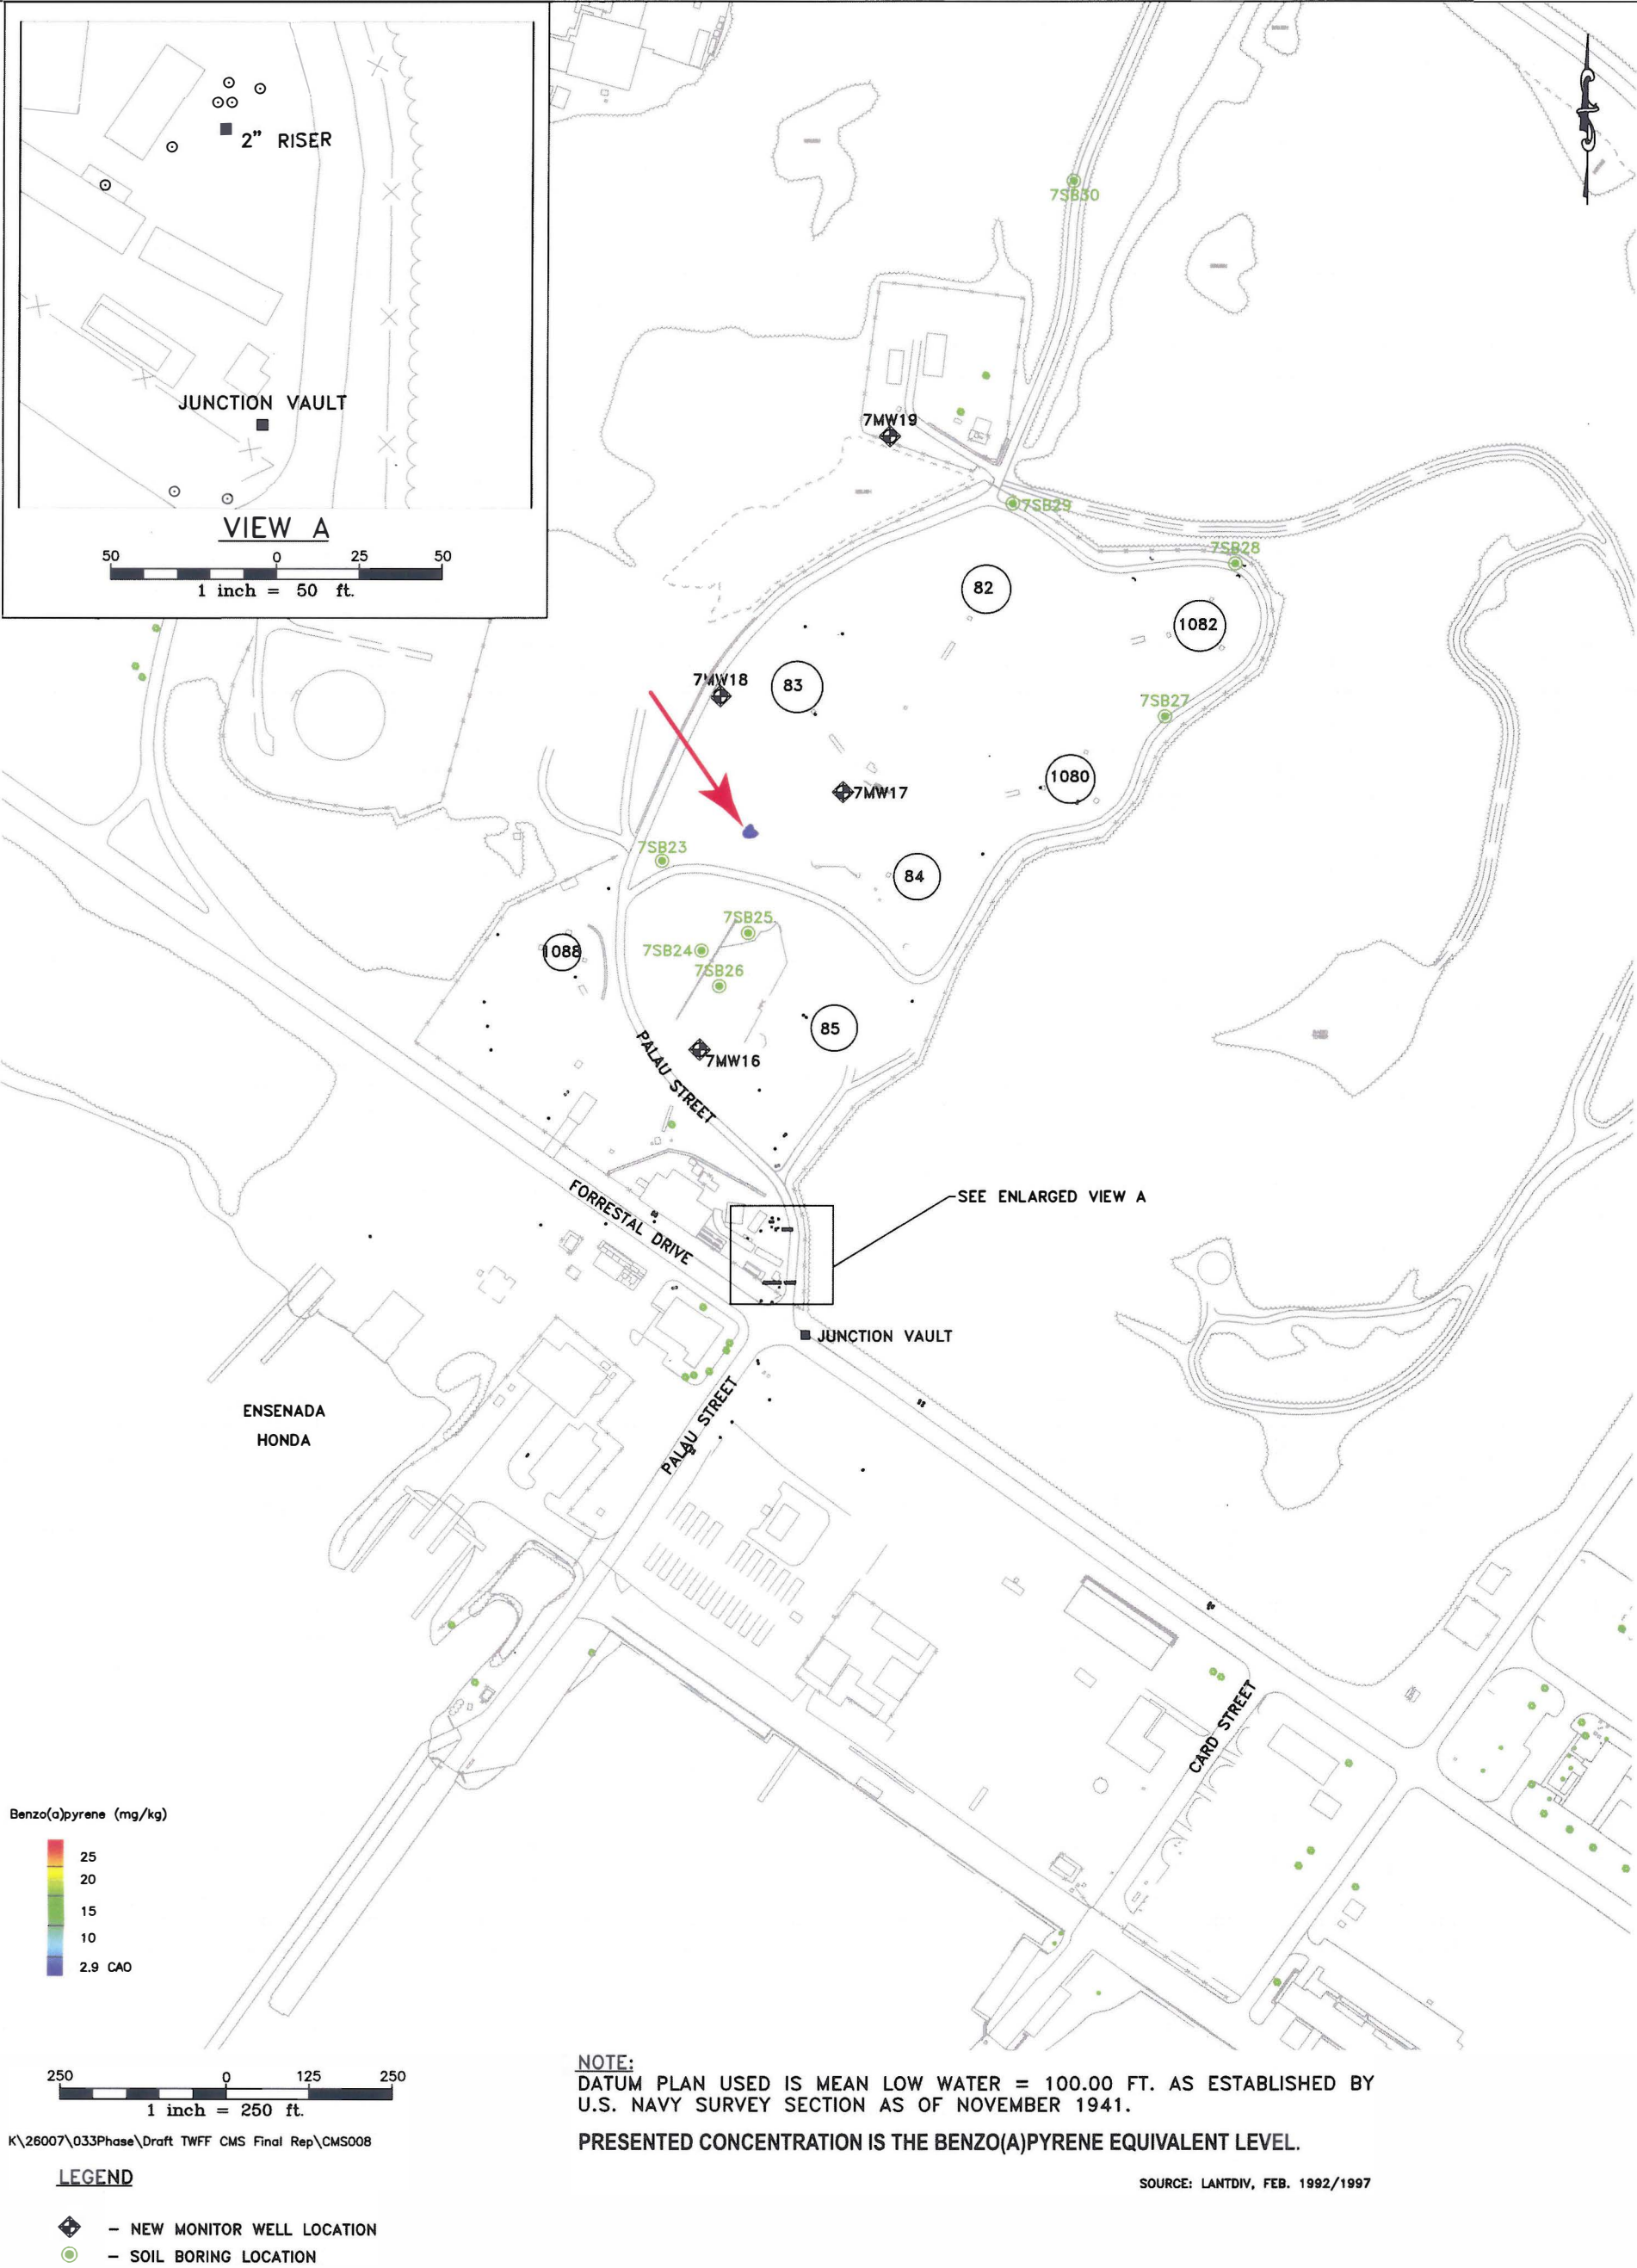 2" RISER
JUNCTION VAULT
VIEW A
50 0 25 50
1 inch = 50 ft.
7SB30
7MW19
7SB29
7SB28
82
1082
7MW18
83
7SB27
1080
7MW17
7SB23
84
7SB25
1088
7SB24
7SB26
85
PALAU STREET
7MW16
SEE ENLARGED VIEW A
FORRESTAL DRIVE
JUNCTION VAULT
ENSENADA
HONDA
PALAU STREET
CARD STREET
Benzo(a)pyrene (mg/kg)
25
20
15
10
2.9 CAO
250 0 125 250
1 inch = 250 ft.
K\26007\033Phase\Draft TWFF CMS Final Rep\CMS008
NOTE:
DATUM PLAN USED IS MEAN LOW WATER = 100.00 FT. AS ESTABLISHED BY
U.S. NAVY SURVEY SECTION AS OF NOVEMBER 1941.
PRESENTED CONCENTRATION IS THE BENZO(A)PYRENE EQUIVALENT LEVEL.
SOURCE: LANTDIV, FEB. 1992/1997
LEGEND
- NEW MONITOR WELL LOCATION
- SOIL BORING LOCATION